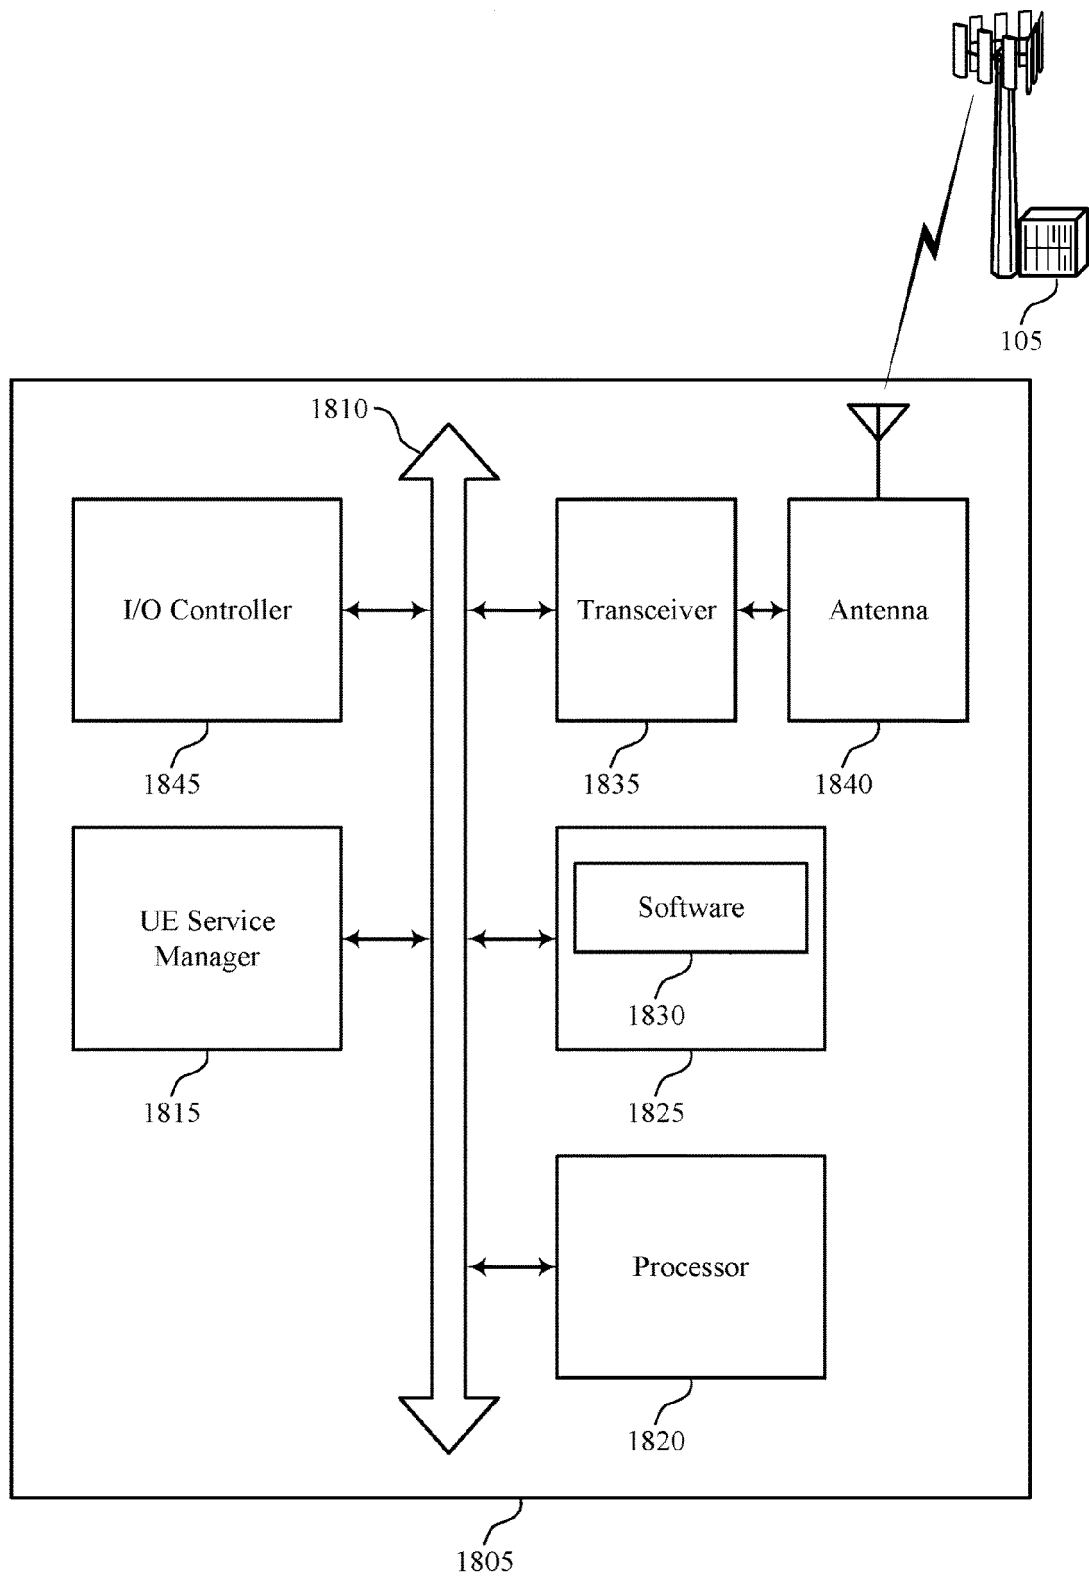 105
1810
I/O Controller
Transceiver
Antenna
1845
1835
1840
UE Service
Manager
Software
1830
1815
1825
Processor
1820
1805